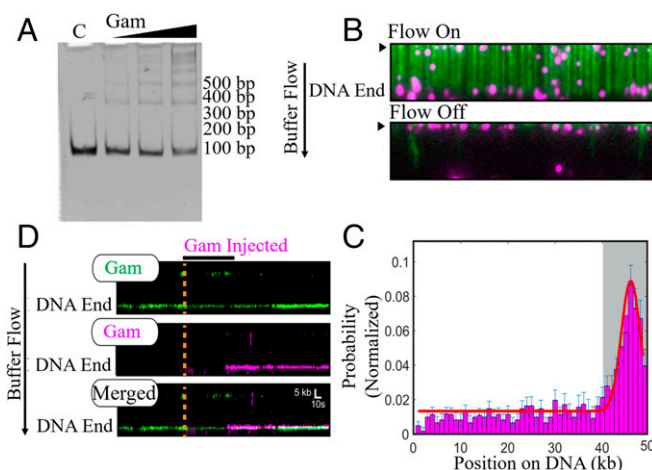 A
C
Gam
500 bp
400 bp
300 bp
200 bp
100 bp
Buffer Flow
B
Flow On
DNA End
Flow Off
D
Gam Injected
Gam
DNA End
Gam
DNA End
Merged
5 kb
10s
DNA End
Buffer Flow
C
0.1
0.08
0.06
0.04
0.02
0
0 10 20 30 40 50
Probability
(Normalized)
Position on DNA (kb)